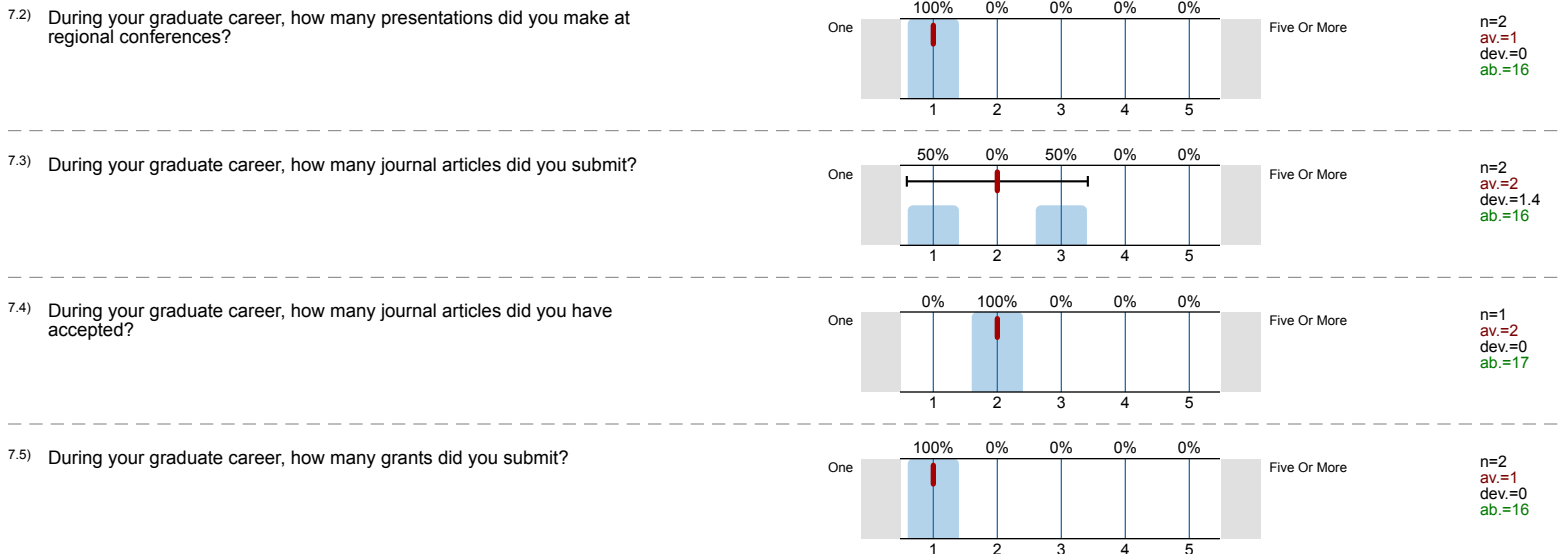 7.2) During your graduate career, how many presentations did you make at
regional conferences?
100% 0% 0% 0% 0%
One
Five Or More
1 2 3 4 5
n=2
av.=1
dev.=0
ab.=16
7.3) During your graduate career, how many journal articles did you submit?
50% 0% 50% 0% 0%
One
Five Or More
1 2 3 4 5
n=2
av.=2
dev.=1.4
ab.=16
7.4) During your graduate career, how many journal articles did you have
accepted?
0% 100% 0% 0% 0%
One
Five Or More
1 2 3 4 5
n=1
av.=2
dev.=0
ab.=17
7.5) During your graduate career, how many grants did you submit?
100% 0% 0% 0% 0%
One
Five Or More
1 2 3 4 5
n=2
av.=1
dev.=0
ab.=16